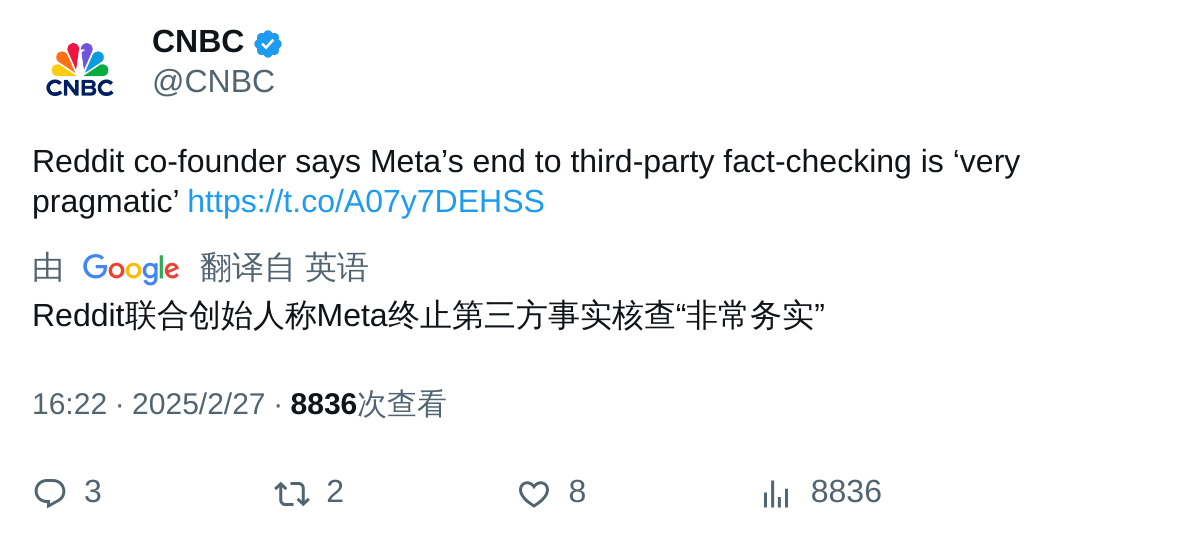 CNBC
CNBC
@CNBC
Reddit co-founder says Meta’s end to third-party fact-checking is ‘very
pragmatic’ https://t.co/A07y7DEHSS
由 Google 翻译自 英语
Reddit联合创始人称Meta终止第三方事实核查“非常务实”
16:22 · 2025/2/27 · 8836次查看
3 2 8 8836